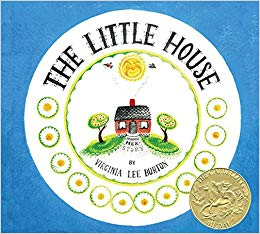 THE LITTLE HOUSE
HER
STORY
BY
VIRGINIA LEE BURTON